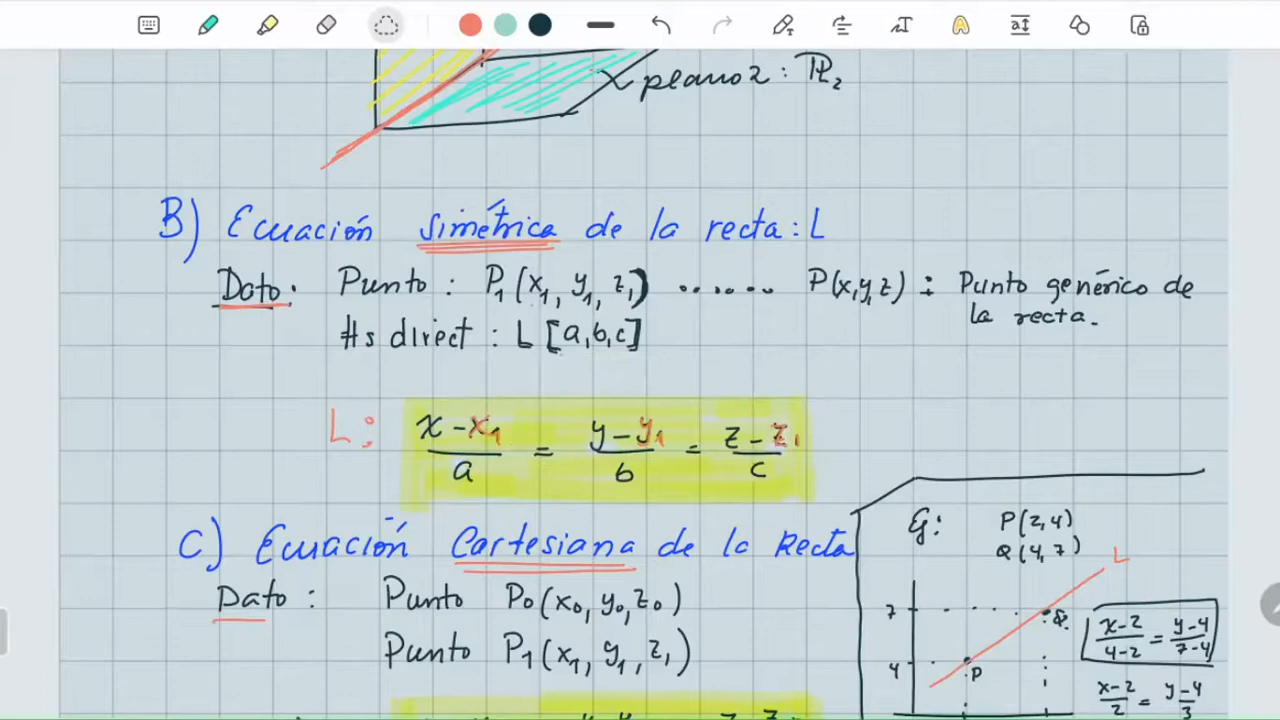 plano 2 : π₂
B) Ecuación simétrica de la recta : L
Dato: Punto : P₁ (x₁, y₁, z₁) ........ P(x,y,z) : Punto genérico de
la recta.
#s direct : L [a,b,c]
L: (x - x₁)/a = (y - y₁)/b = (z - z₁)/c
C) Ecuación Cartesiana de la Recta
Dato : Punto P₀ (x₀, y₀, z₀)
Punto P₁ (x₁, y₁, z₁)
Ej: P(2,4)
Q(4,7)
L
7
Q.
4
P
(x-2)/(4-2) = (y-4)/(7-4)
(x-2)/2 = (y-4)/3